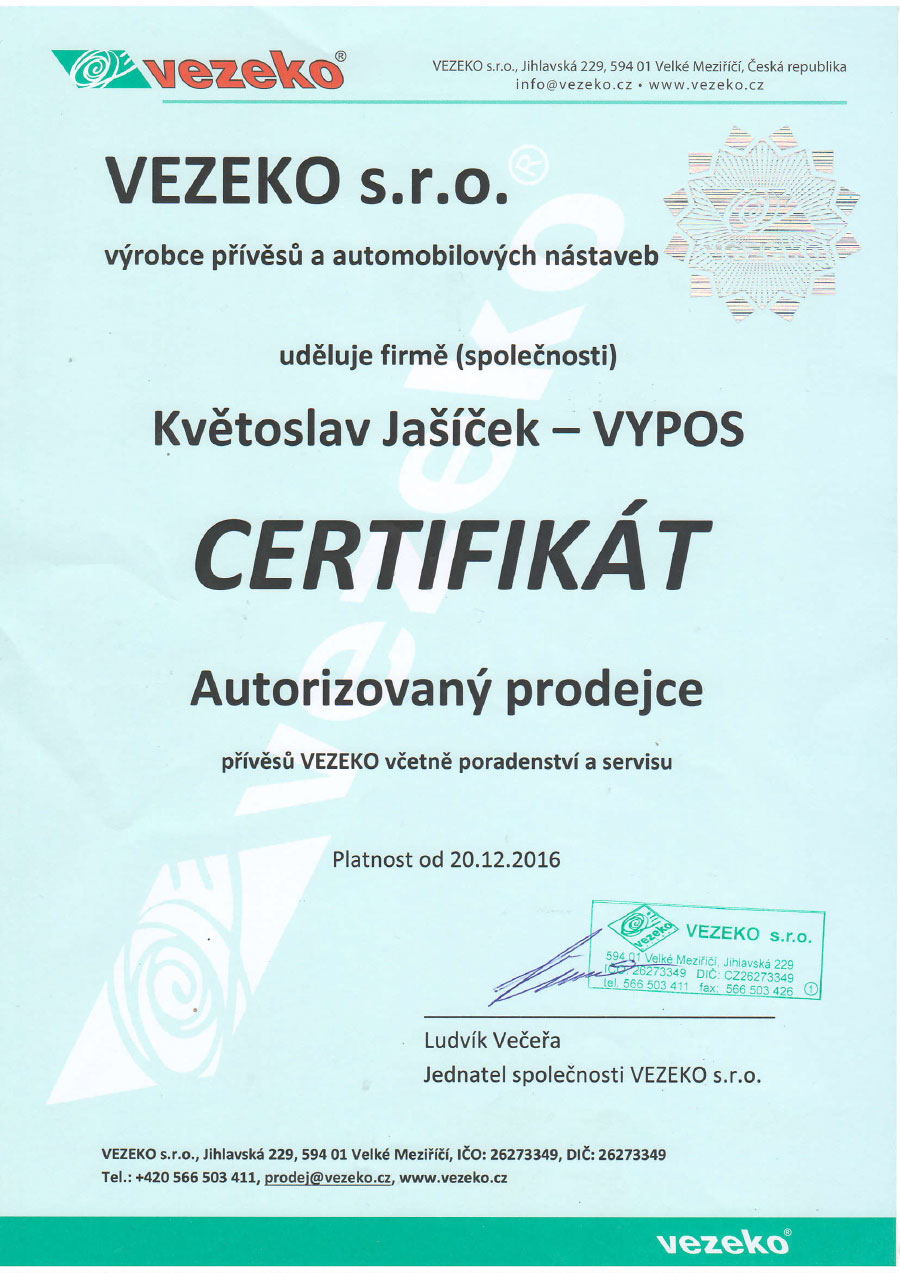 vezeko®
VEZEKO s.r.o., Jihlavská 229, 594 01 Velké Meziříčí, Česká republika
info@vezeko.cz • www.vezeko.cz
VEZEKO s.r.o.
výrobce přívěsů a automobilových nástaveb
uděluje firmě (společnosti)
Květoslav Jašíček – VYPOS
CERTIFIKÁT
Autorizovaný prodejce
přívěsů VEZEKO včetně poradenství a servisu
Platnost od 20.12.2016
vezeko®
vezeko
VEZEKO s.r.o.
594 01 Velké Meziříčí, Jihlavská 229
IČO: 26273349 DIČ: CZ26273349
tel. 566 503 411 fax: 566 503 426 1
Ludvík Večeřa
Jednatel společnosti VEZEKO s.r.o.
VEZEKO s.r.o., Jihlavská 229, 594 01 Velké Meziříčí, IČO: 26273349, DIČ: 26273349
Tel.: +420 566 503 411, prodej@vezeko.cz, www.vezeko.cz
vezeko®